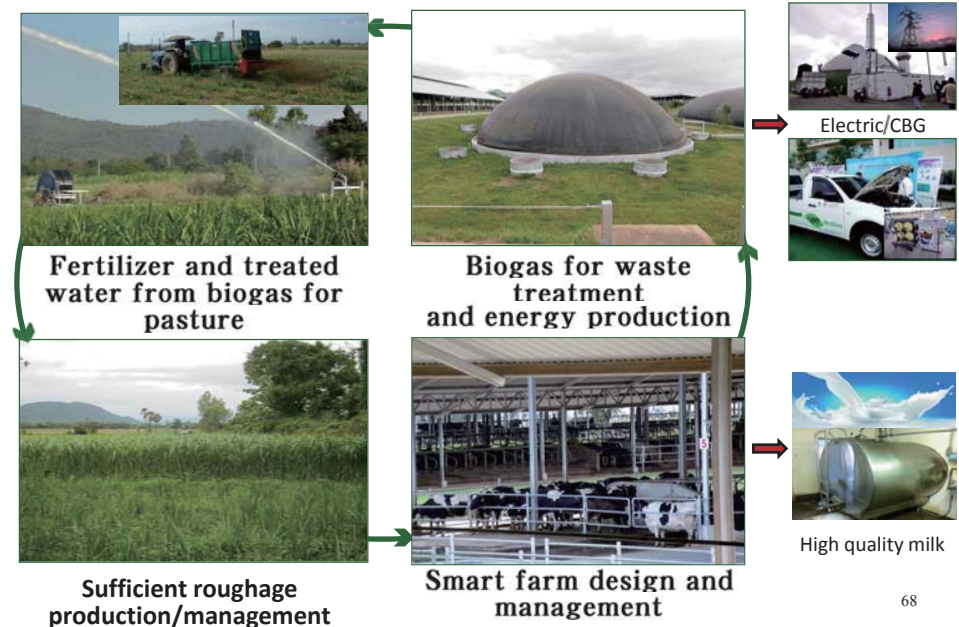 Electric/CBG
Fertilizer and treated
water from biogas for
pasture
Biogas for waste
treatment
and energy production
5
High quality milk
Sufficient roughage
production/management
Smart farm design and
management
68